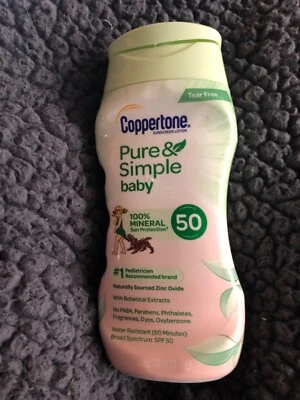 Tear Free
Coppertone®
SUNSCREEN LOTION
Pure &
Simple
baby
100%
MINERAL
Sun Protection*
50
#1 Pediatrician
Recommended brand
Naturally Sourced Zinc Oxide
With Botanical Extracts
No PABA, Parabens, Phthalates,
Fragrances, Dyes, Oxybenzone
Water Resistant (80 Minutes)
Broad Spectrum SPF 50